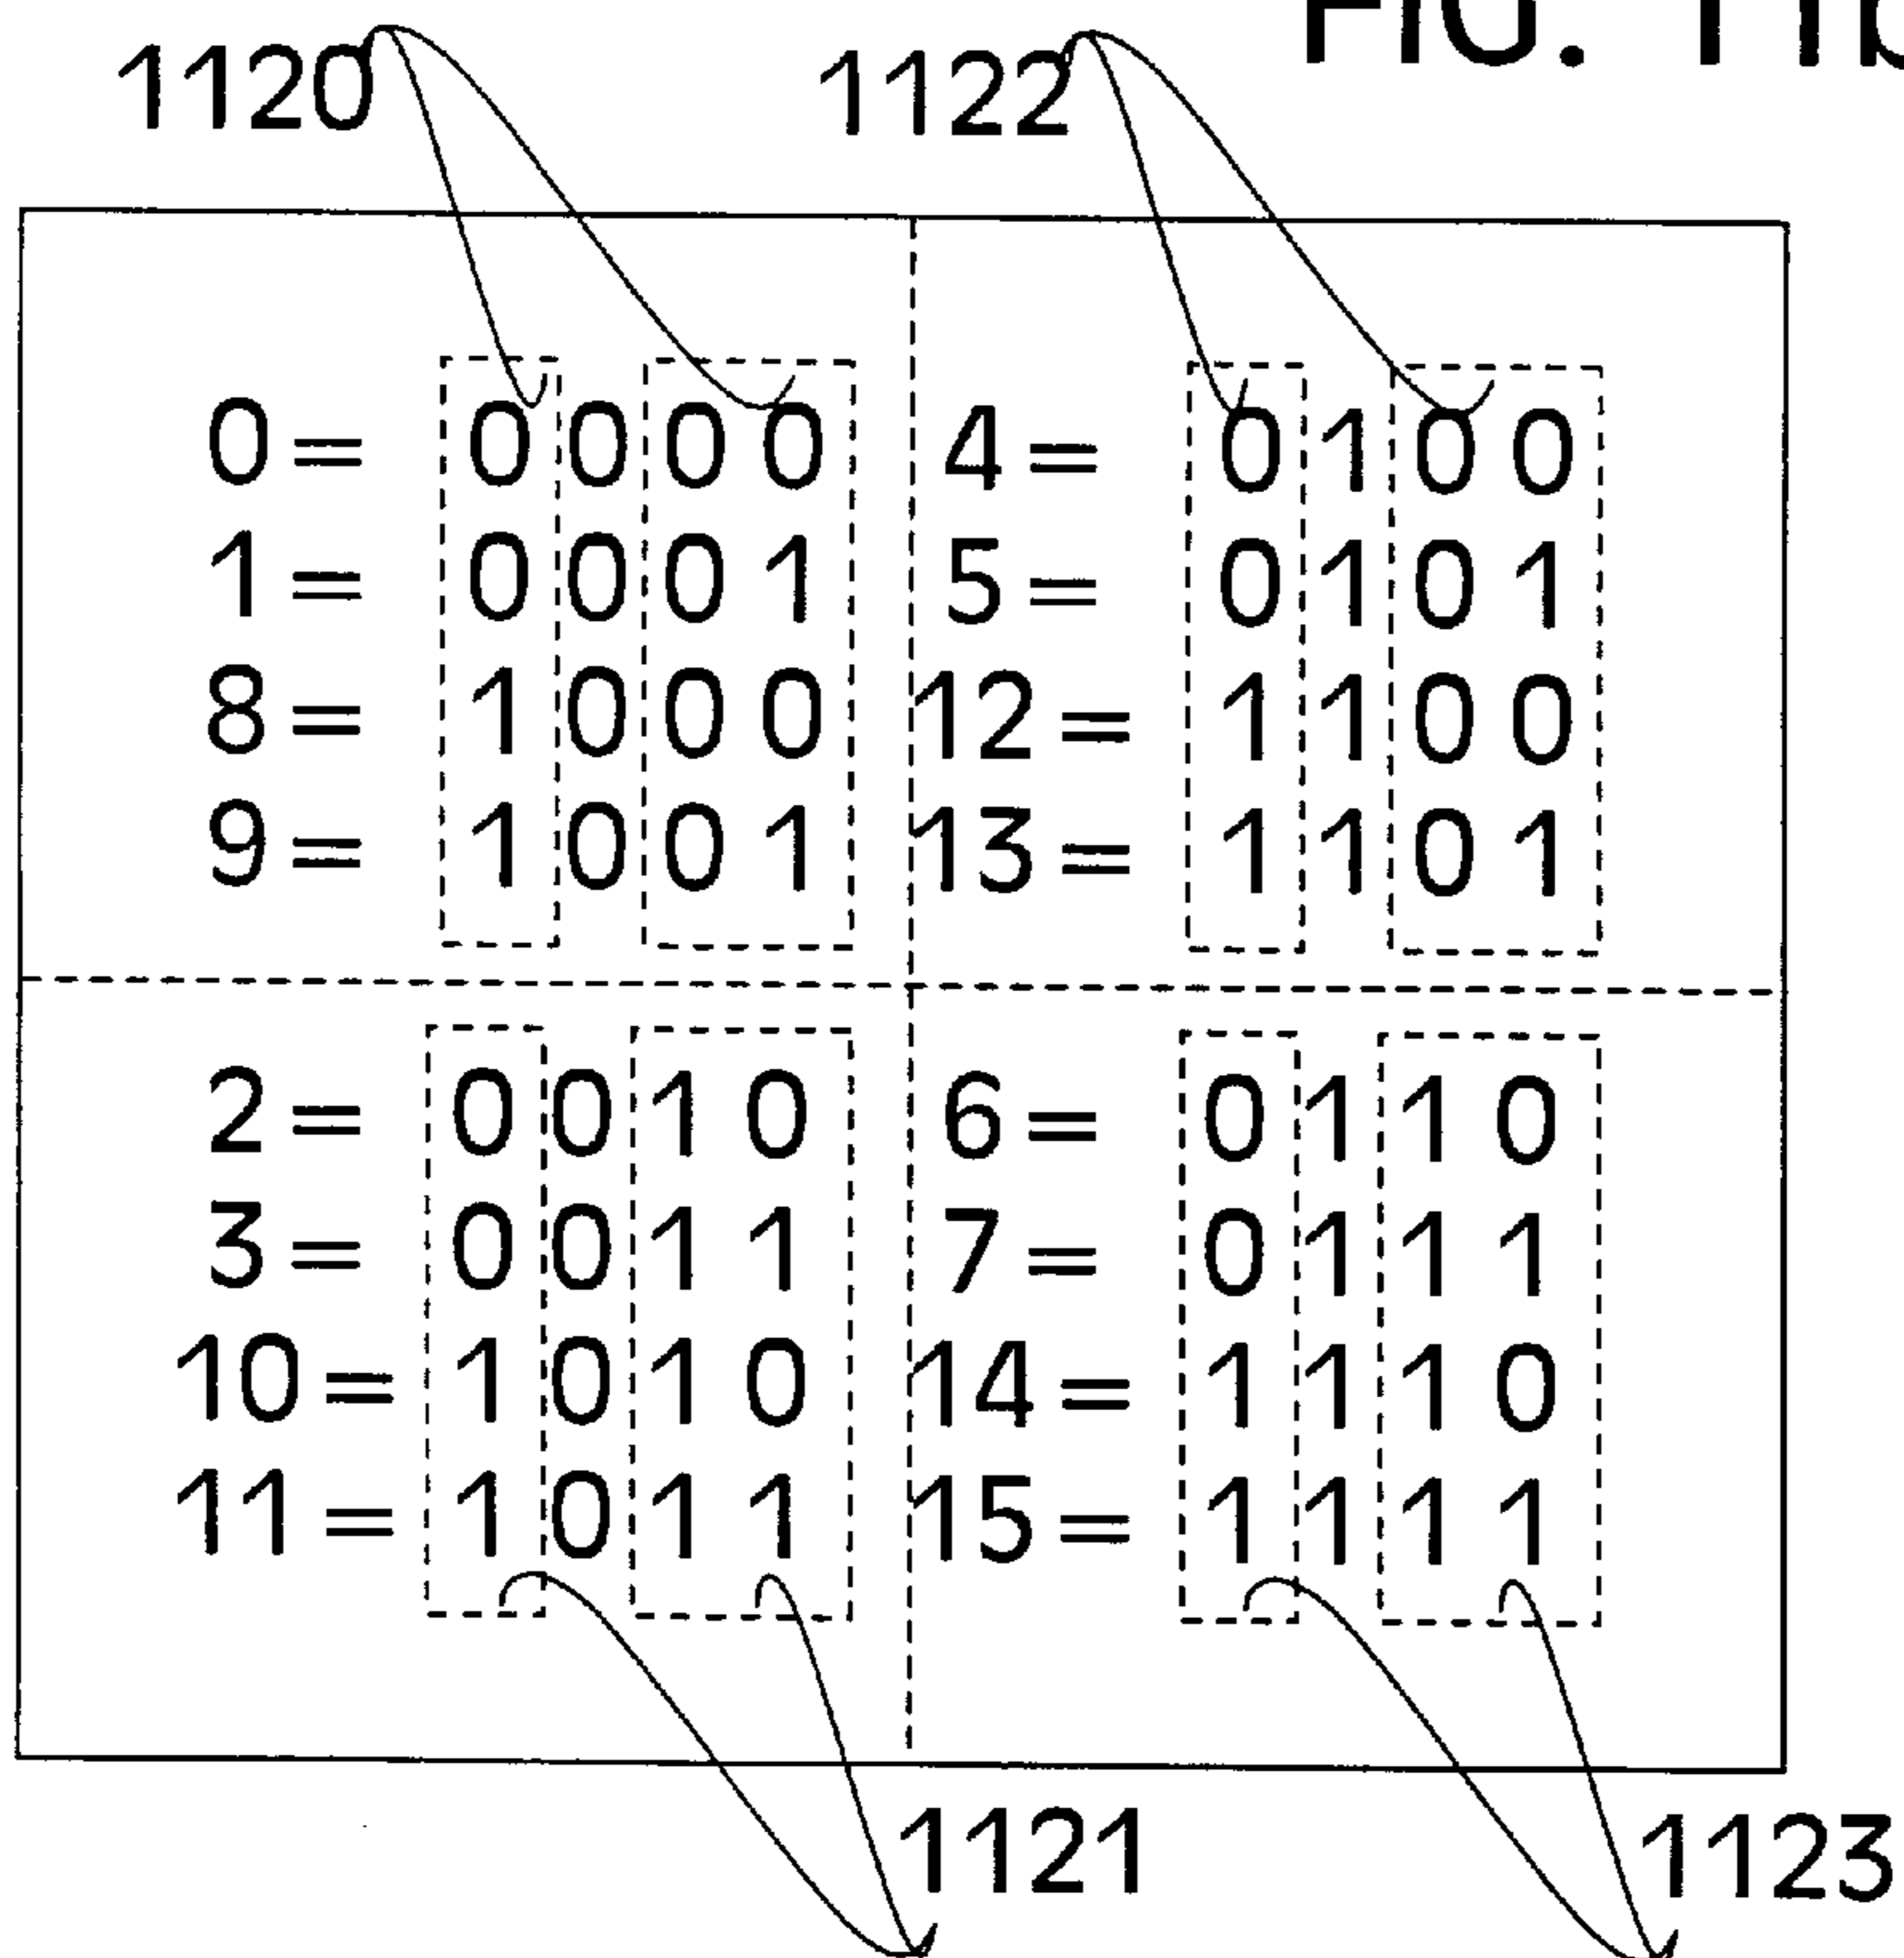 FIG. 11b
1120 1122
0= 0 0 0 0 4= 0 1 0 0
1= 0 0 0 1 5= 0 1 0 1
8= 1 0 0 0 12= 1 1 0 0
9= 1 0 0 1 13= 1 1 0 1
2= 0 0 1 0 6= 0 1 1 0
3= 0 0 1 1 7= 0 1 1 1
10= 1 0 1 0 14= 1 1 1 0
11= 1 0 1 1 15= 1 1 1 1
1121 1123